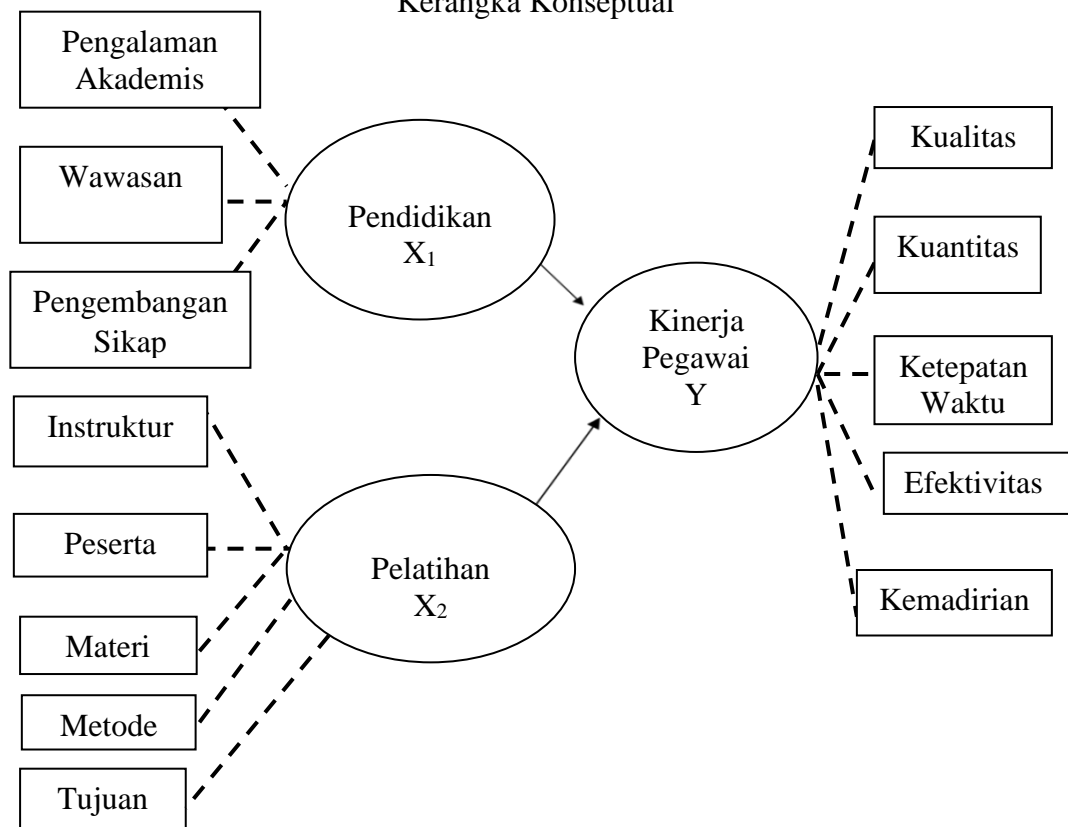 Kerangka Konseptual
Pengalaman
Akademis
Wawasan
Pengembangan
Sikap
Pendidikan
X1
Instruktur
Peserta
Materi
Metode
Tujuan
Pelatihan
X2
Kinerja
Pegawai
Y
Kualitas
Kuantitas
Ketepatan
Waktu
Efektivitas
Kemadirian